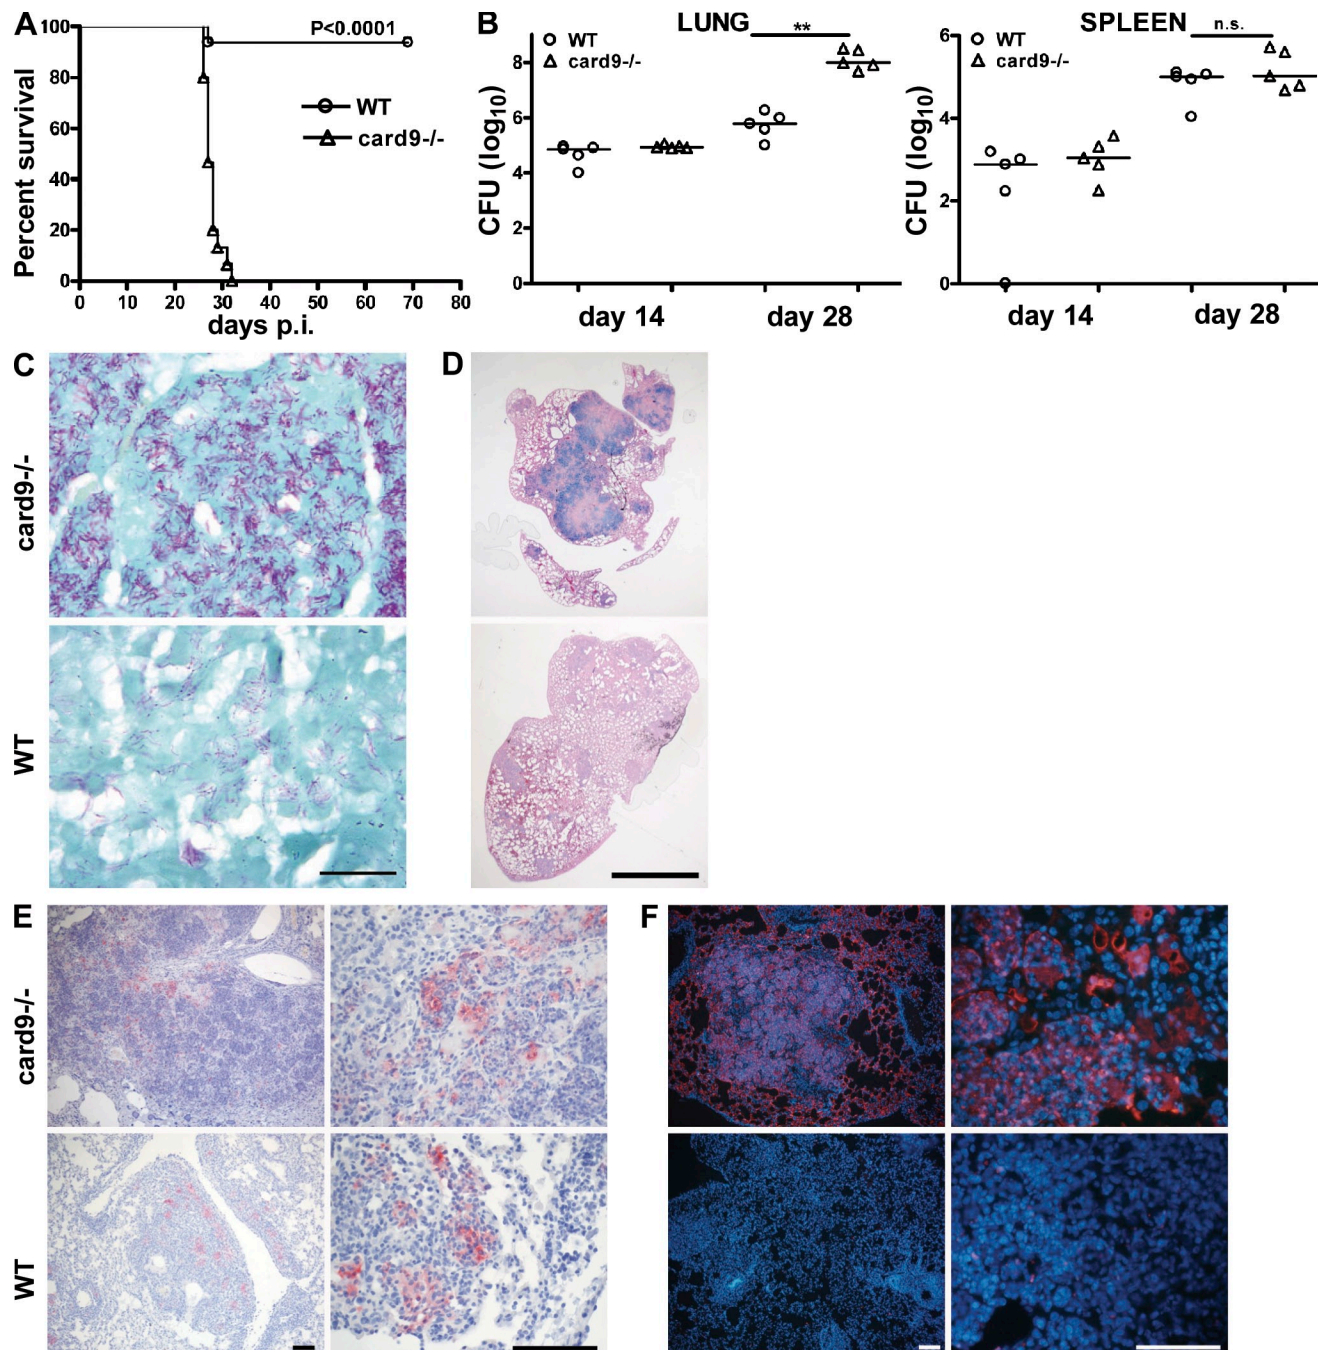 A
P<0.0001
Percent survival
100
80
60
40
20
0
WT
card9-/-
0 10 20 30 40 50 60 70 80
days p.i.
B
LUNG
WT
card9-/-
**
CFU (log10)
8
6
4
2
0
day 14
day 28
SPLEEN
WT
card9-/-
n.s.
CFU (log10)
6
4
2
0
day 14
day 28
C
card9-/-
WT
D
E
card9-/-
WT
F